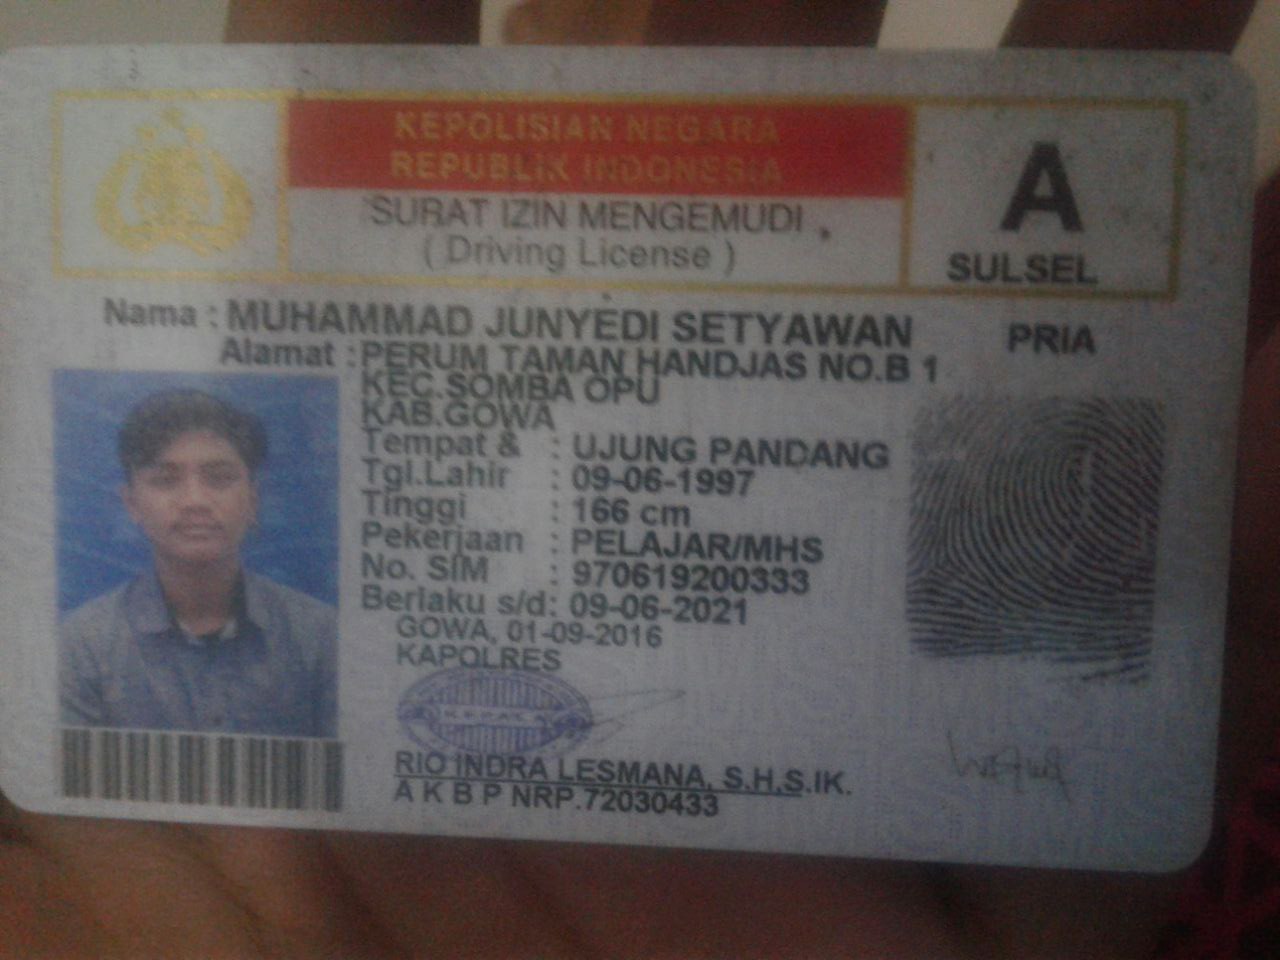 KEPOLISIAN NEGARA
REPUBLIK INDONESIA
SURAT IZIN MENGEMUDI
( Driving License )
A
SULSEL
Nama : MUHAMMAD JUNYEDI SETYAWAN
PRIA
Alamat : PERUM TAMAN HANDJAS NO.B 1
KEC.SOMBA OPU
KAB.GOWA
Tempat & : UJUNG PANDANG
Tgl.Lahir : 09-06-1997
Tinggi : 166 cm
Pekerjaan : PELAJAR/MHS
No. SIM : 970619200333
Berlaku s/d: 09-06-2021
GOWA, 01-09-2016
KAPOLRES
KEPALA
RIO INDRA LESMANA, S.H,S.IK.
A K B P NRP.72030433